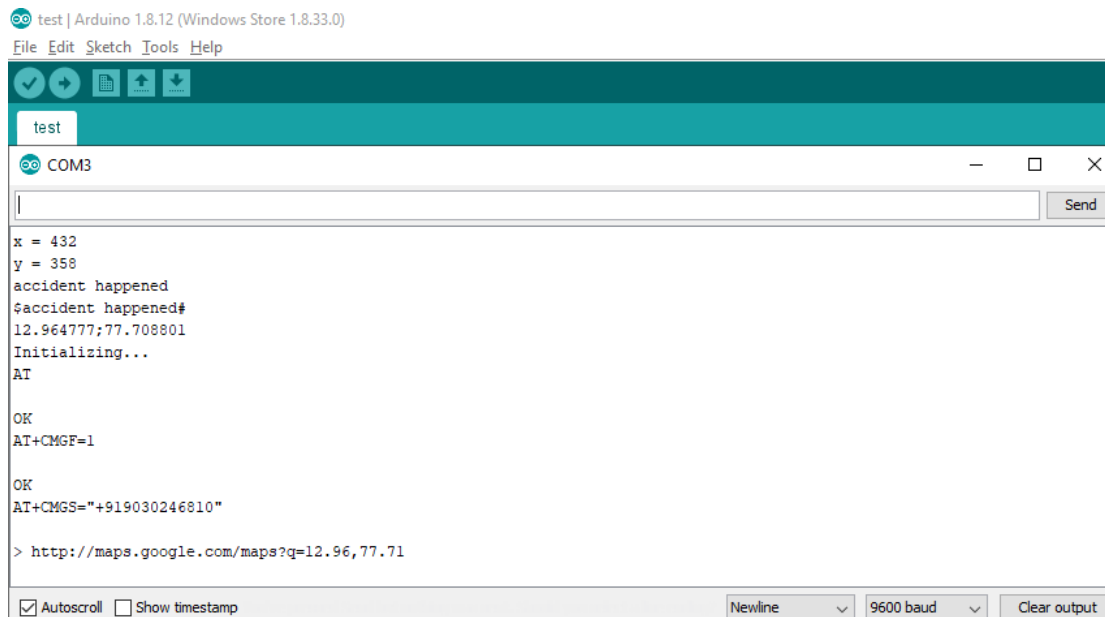 test | Arduino 1.8.12 (Windows Store 1.8.33.0)
File Edit Sketch Tools Help
test
COM3
Send
x = 432
y = 358
accident happened
$accident happened#
12.964777;77.708801
Initializing...
AT
OK
AT+CMGF=1
OK
AT+CMGS="+919030246810"
> http://maps.google.com/maps?q=12.96,77.71
Autoscroll Show timestamp Newline 9600 baud Clear output